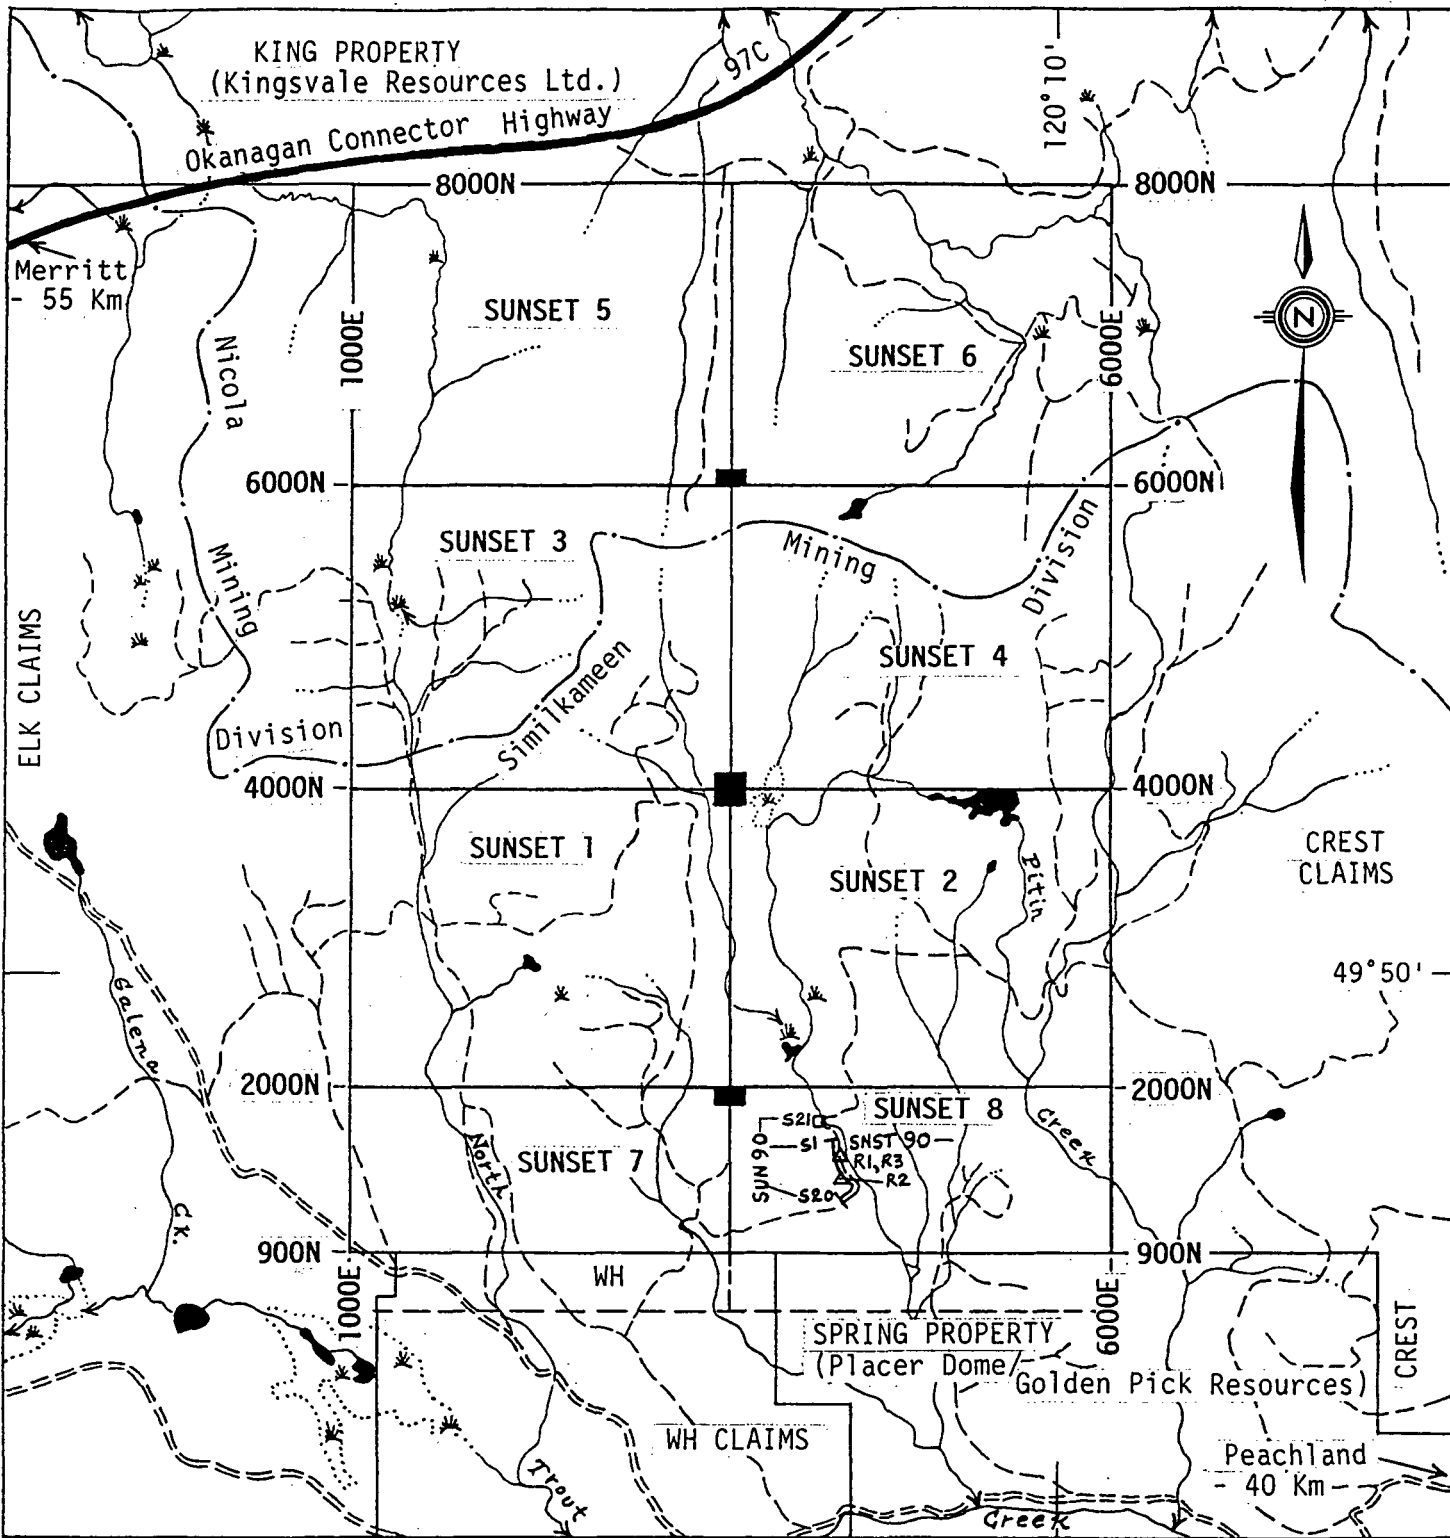 KING PROPERTY
(Kingsvale Resources Ltd.)
97C
120°10'
Okanagan Connector Highway
8000N
8000N
Merritt
- 55 Km
Nicola
1000E
SUNSET 5
SUNSET 6
6000E
N
6000N
6000N
SUNSET 3
Mining
Mining
Division
ELK CLAIMS
SUNSET 4
Similkameen
Division
4000N
4000N
SUNSET 1
SUNSET 2
Pitin
CREST
CLAIMS
49°50'
Galena
2000N
2000N
SUNSET 8
S21
SUN 90
S1
SNST 90
R1,R3
R2
S20
Creek
North
SUNSET 7
Ck.
900N
900N
WH
1000E
6000E
SPRING PROPERTY
(Placer Dome/
Golden Pick Resources)
CREST
WH CLAIMS
Peachland
- 40 Km
Trout
Creek